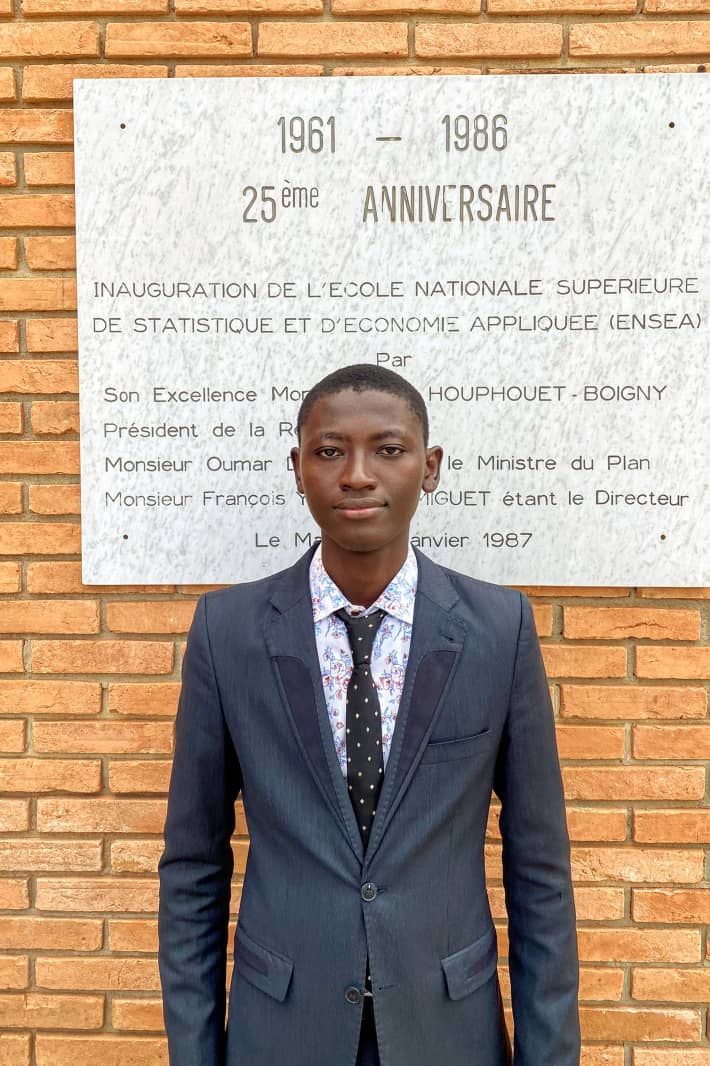 1961 — 1986
25ème ANNIVERSAIRE
INAUGURATION DE L'ECOLE NATIONALE SUPERIEURE
DE STATISTIQUE ET D'ECONOMIE APPLIQUEE (ENSEA)
Par
Son Excellence HOUPHOUET-BOIGNY
Président de la
Monsieur Oumar le Ministre du Plan
Monsieur François étant le Directeur
Le 1987